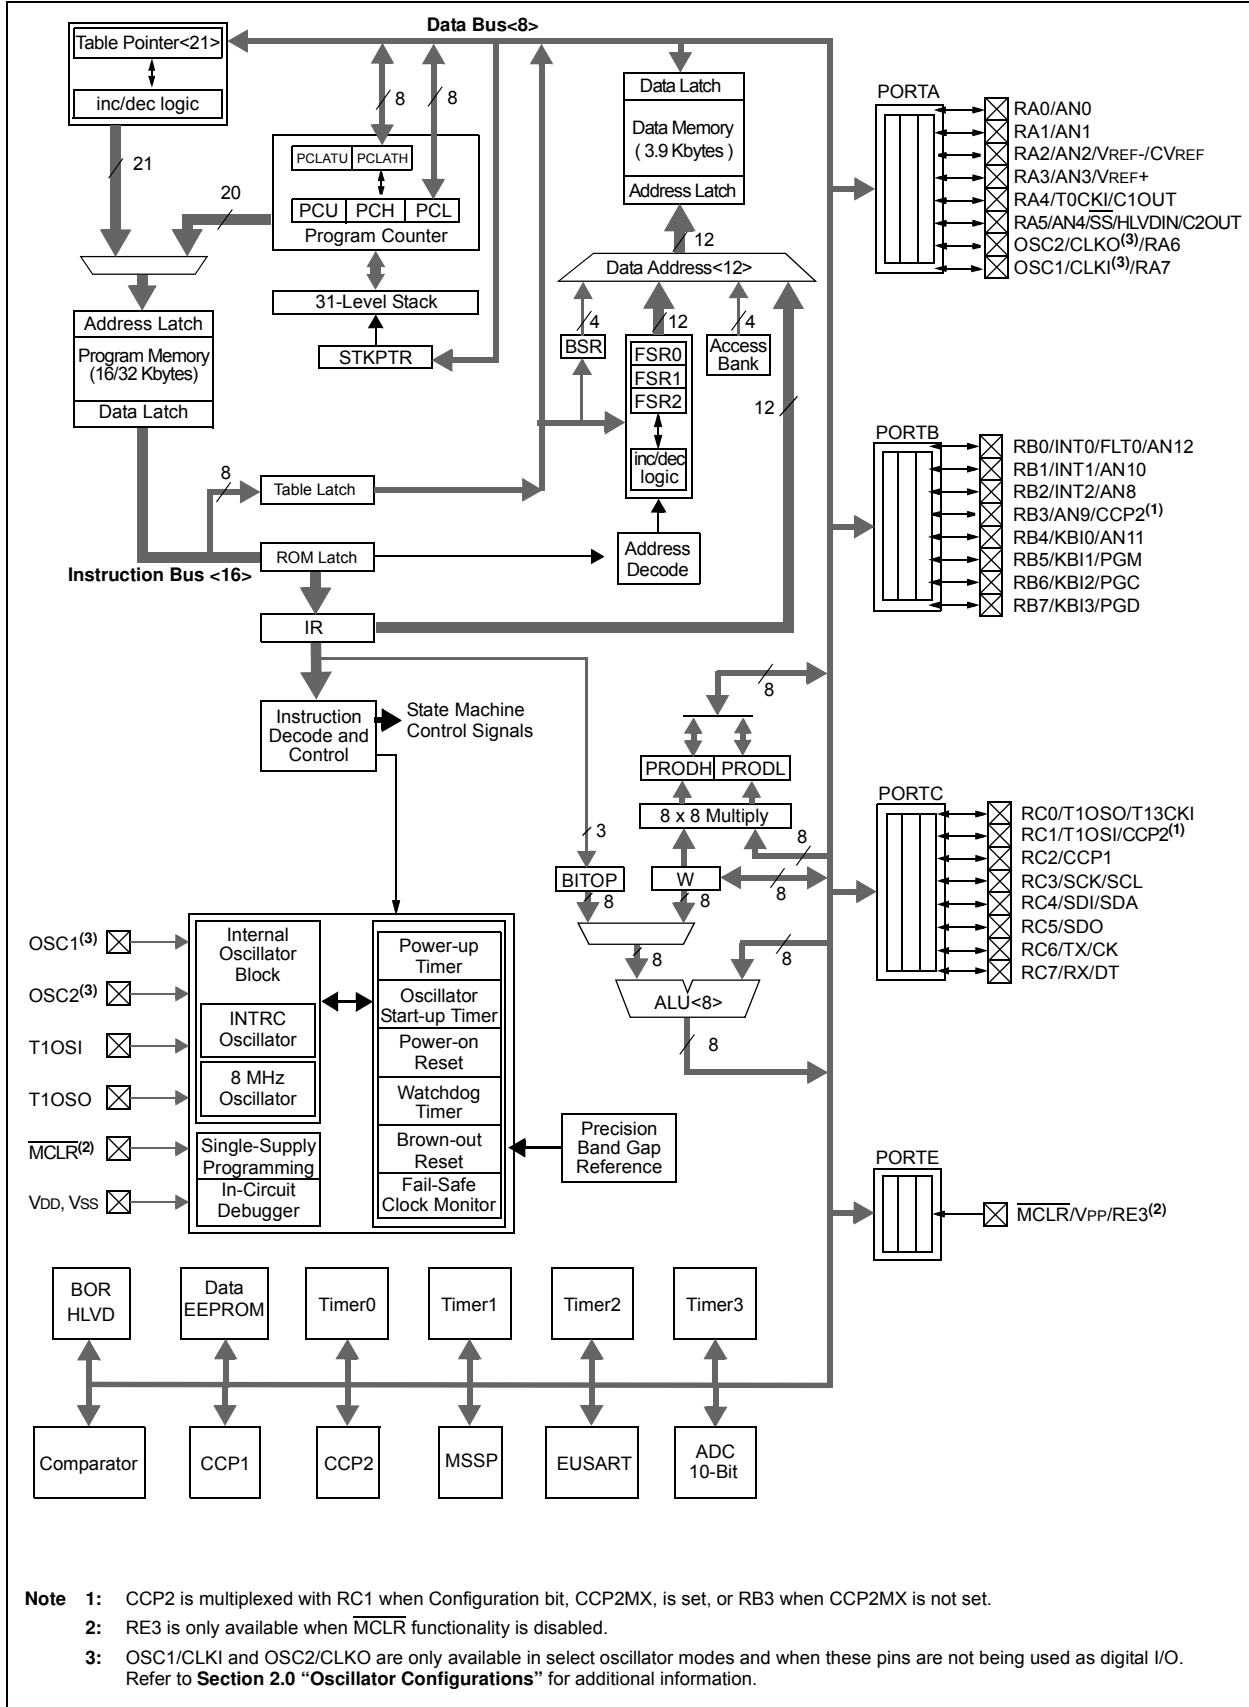 Data Bus<8>
Table Pointer<21>
inc/dec logic
21
20
8
8
PCLATU PCLATH
PCU PCH PCL
Program Counter
31-Level Stack
STKPTR
Data Latch
Data Memory
( 3.9 Kbytes )
Address Latch
12
Data Address<12>
4
12
4
BSR
FSR0
FSR1
FSR2
inc/dec
logic
Access
Bank
12
Address Latch
Program Memory
(16/32 Kbytes)
Data Latch
8
Table Latch
ROM Latch
Instruction Bus <16>
IR
Address
Decode
Instruction
Decode and
Control
State Machine
Control Signals
8
PRODH PRODL
8 x 8 Multiply
3
8
BITOP
W
8
8
8
8
8
ALU<8>
8
PORTA
RA0/AN0
RA1/AN1
RA2/AN2/VREF-/CVREF
RA3/AN3/VREF+
RA4/T0CKI/C1OUT
RA5/AN4/S̅S̅/HLVDIN/C2OUT
OSC2/CLKO(3)/RA6
OSC1/CLKI(3)/RA7
PORTB
RB0/INT0/FLT0/AN12
RB1/INT1/AN10
RB2/INT2/AN8
RB3/AN9/CCP2(1)
RB4/KBI0/AN11
RB5/KBI1/PGM
RB6/KBI2/PGC
RB7/KBI3/PGD
PORTC
RC0/T1OSO/T13CKI
RC1/T1OSI/CCP2(1)
RC2/CCP1
RC3/SCK/SCL
RC4/SDI/SDA
RC5/SDO
RC6/TX/CK
RC7/RX/DT
PORTE
M̅C̅L̅R̅/VPP/RE3(2)
OSC1(3)
OSC2(3)
T1OSI
T1OSO
M̅C̅L̅R̅(2)
VDD, VSS
Internal
Oscillator
Block
INTRC
Oscillator
8 MHz
Oscillator
Single-Supply
Programming
In-Circuit
Debugger
Power-up
Timer
Oscillator
Start-up Timer
Power-on
Reset
Watchdog
Timer
Brown-out
Reset
Fail-Safe
Clock Monitor
Precision
Band Gap
Reference
BOR
HLVD
Data
EEPROM
Timer0
Timer1
Timer2
Timer3
Comparator
CCP1
CCP2
MSSP
EUSART
ADC
10-Bit
Note 1: CCP2 is multiplexed with RC1 when Configuration bit, CCP2MX, is set, or RB3 when CCP2MX is not set.
2: RE3 is only available when M̅C̅L̅R̅ functionality is disabled.
3: OSC1/CLKI and OSC2/CLKO are only available in select oscillator modes and when these pins are not being used as digital I/O.
Refer to Section 2.0 “Oscillator Configurations” for additional information.